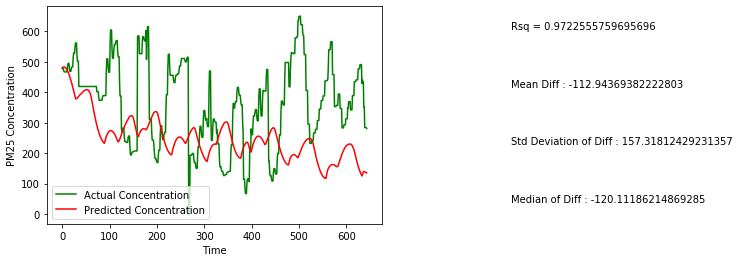 600
500
400
300
200
100
0
PM25 Concentration
Actual Concentration
Predicted Concentration
0 100 200 300 400 500 600
Time
Rsq = 0.9722555759695696
Mean Diff : -112.94369382222803
Std Deviation of Diff : 157.31812429231357
Median of Diff : -120.11186214869285